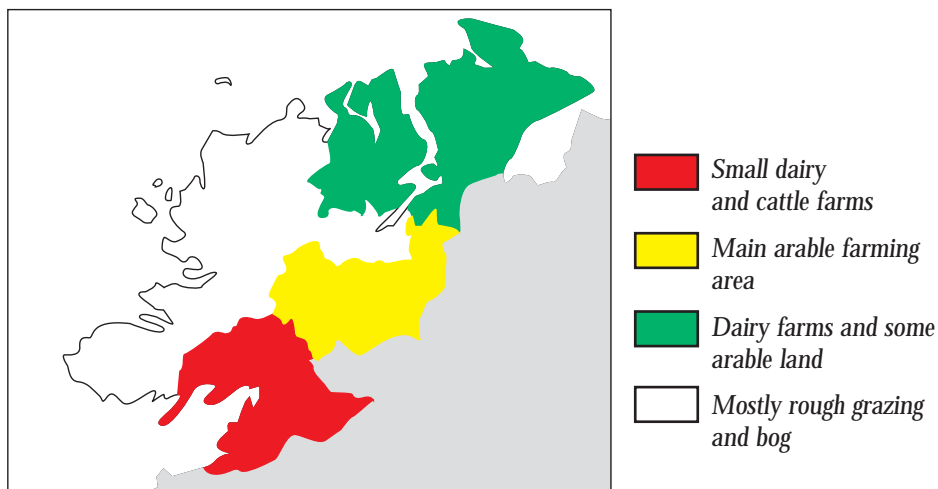 Small dairy
and cattle farms
Main arable farming
area
Dairy farms and some
arable land
Mostly rough grazing
and bog